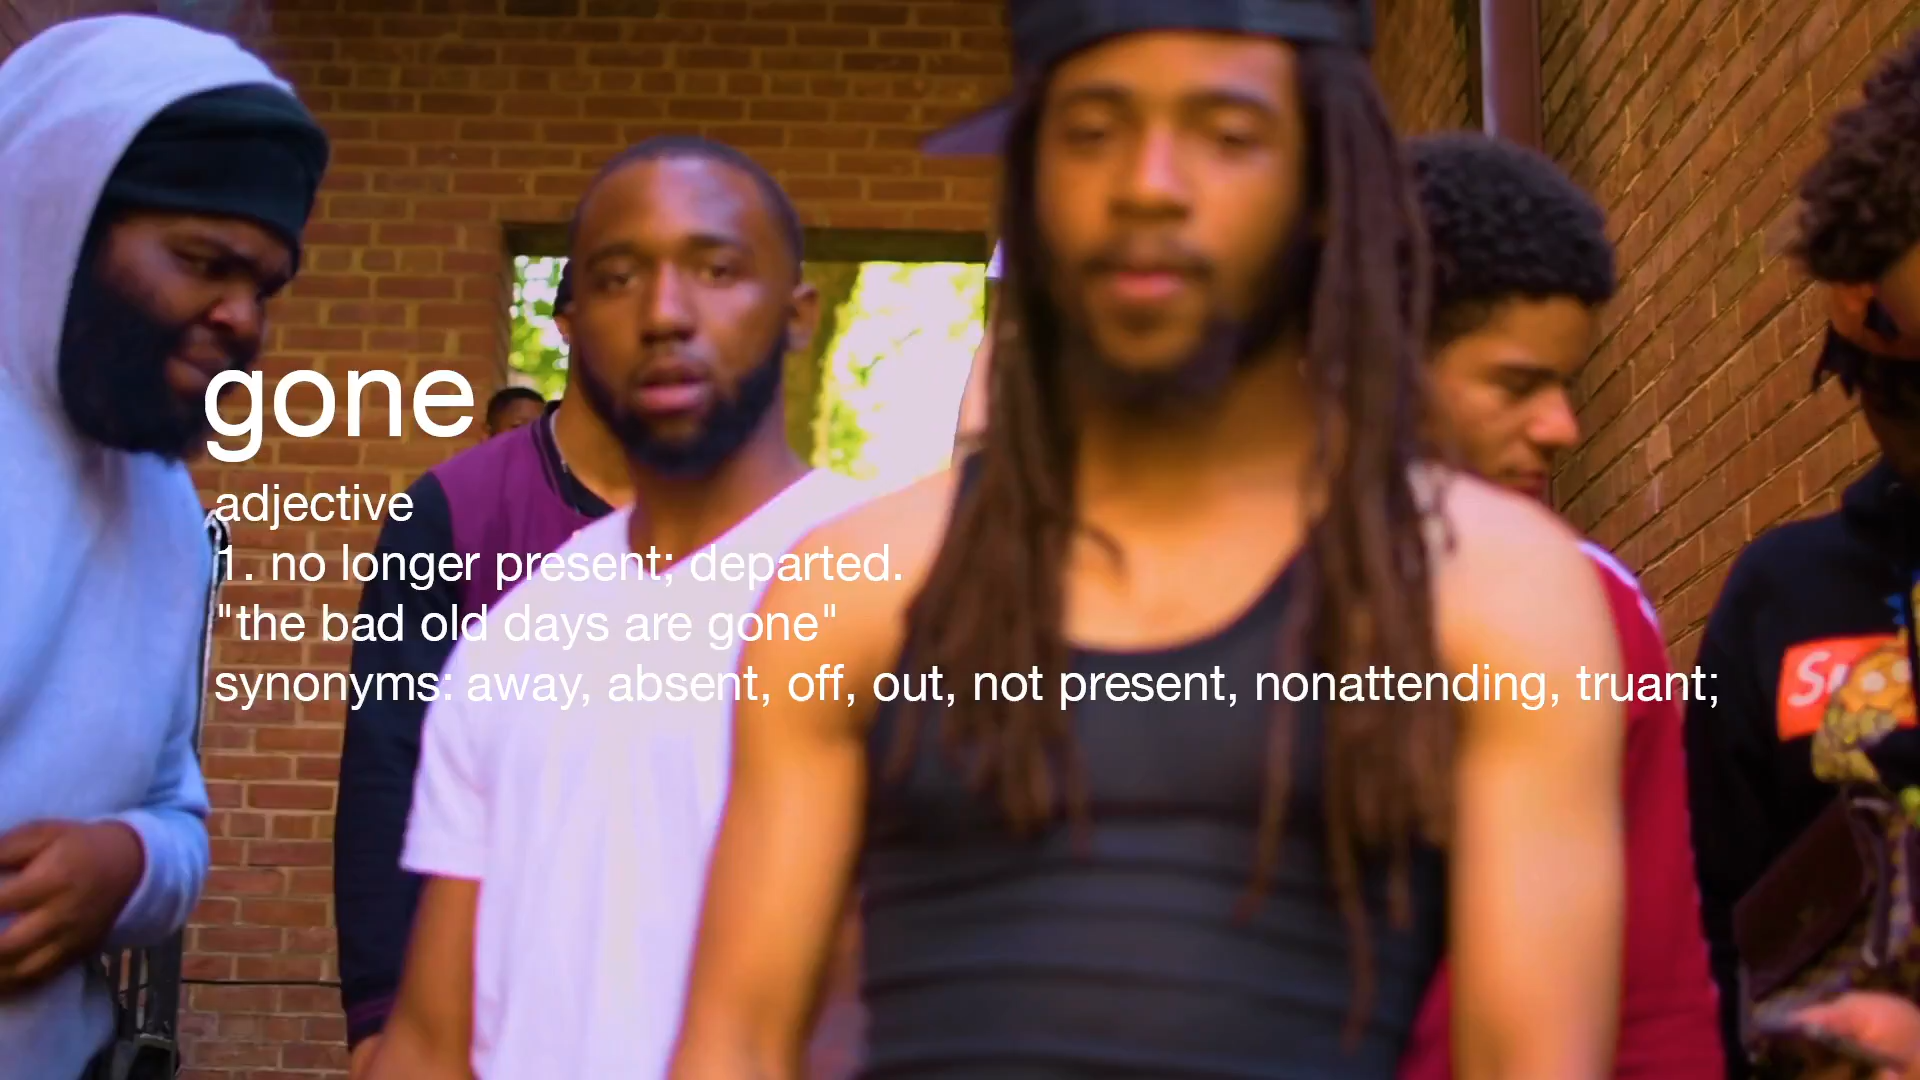 gone
adjective
1. no longer present; departed.
"the bad old days are gone"
synonyms: away, absent, off, out, not present, nonattending, truant;